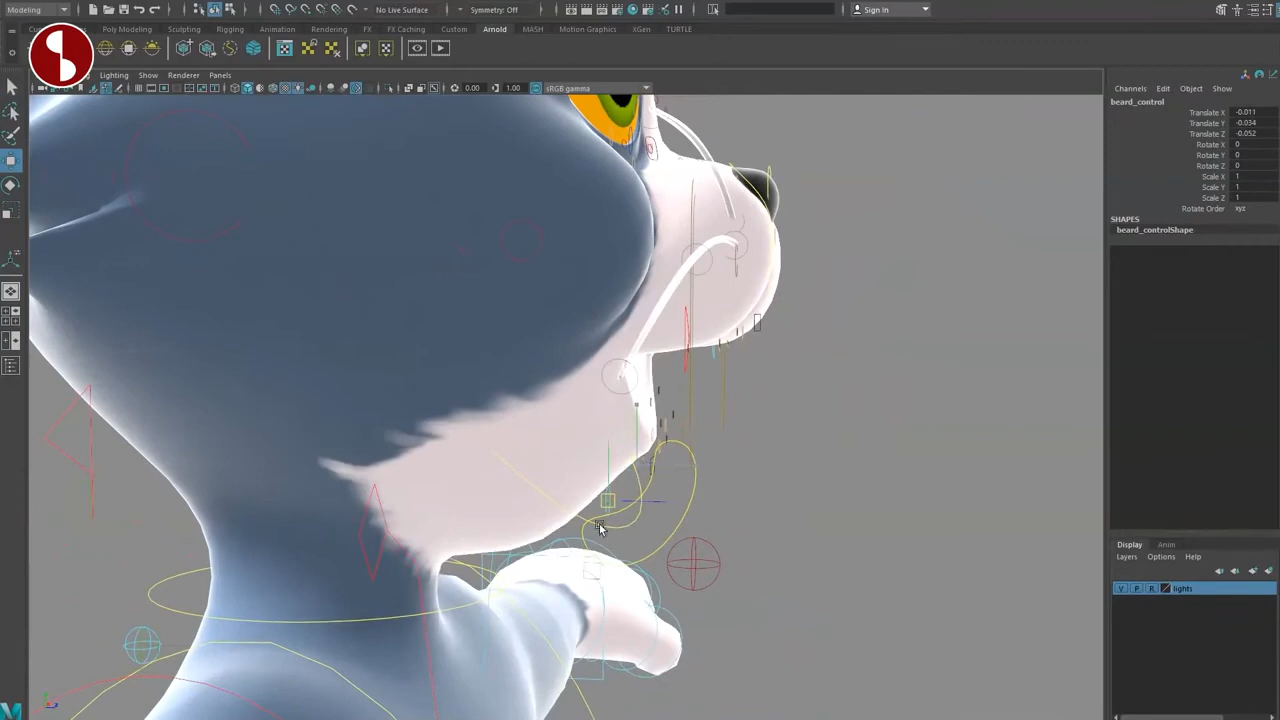 Modeling
No Live Surface
Symmetry: Off
Sign In
Poly Modeling
Sculpting
Rigging
Animation
Rendering
FX
FX Caching
Custom
Arnold
MASH
Motion Graphics
XGen
TURTLE
Lighting
Show
Renderer
Panels
0.00
1.00
sRGB gamma
Channels
Edit
Object
Show
beard_control
Translate X -0.011
Translate Y -0.034
Translate Z -0.052
Rotate X 0
Rotate Y 0
Rotate Z 0
Scale X 1
Scale Y 1
Scale Z 1
Rotate Order xyz
SHAPES
beard_controlShape
Display
Anim
Layers
Options
Help
V
P
R
lights